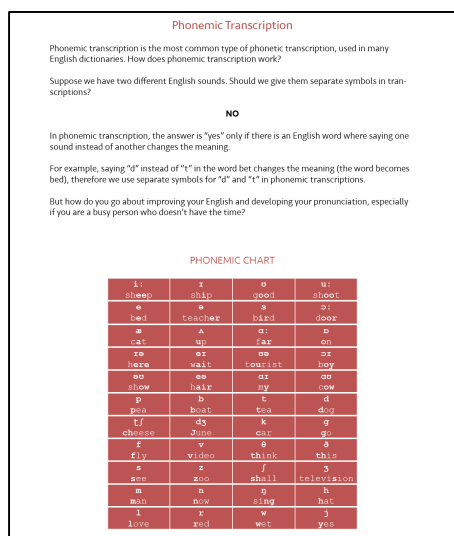 Phonemic Transcription
Phonemic transcription is the most common type of phonetic transcription, used in many
English dictionaries. How does phonemic transcription work?
Suppose we have two different English sounds. Should we give them separate symbols in tran-
scriptions?
NO
In phonemic transcription, the answer is "yes" only if there is an English word where saying one
sound instead of another changes the meaning.
For example, saying "d" instead of "t" in the word bet changes the meaning (the word becomes
bed), therefore we use separate symbols for "d" and "t" in phonemic transcriptions.
But how do you go about improving your English and developing your pronunciation, especially
if you are a busy person who doesn't have the time?
PHONEMIC CHART
iː ɪ ʊ uː
sheep ship good shoot
e ə ɜ ɔː
bed teacher bird door
æ ʌ ɑː ɒ
cat up far on
ɪə eɪ ʊə ɔɪ
here wait tourist boy
əʊ eə aɪ aʊ
show hair my cow
p b t d
pea boat tea dog
tʃ dʒ k g
cheese June car go
f v θ ð
fly video think this
s z ʃ ʒ
see zoo shall television
m n ŋ h
man now sing hat
l r w j
love red wet yes